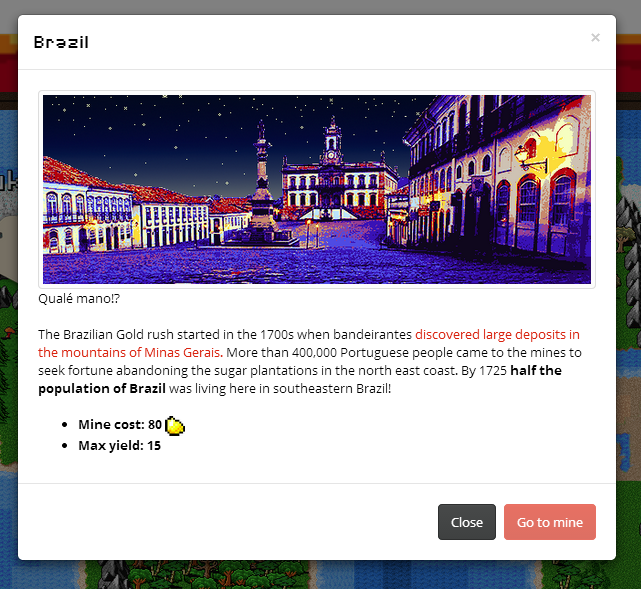 Brazil
×
Qualé mano!?
The Brazilian Gold rush started in the 1700s when bandeirantes discovered large deposits in
the mountains of Minas Gerais. More than 400,000 Portuguese people came to the mines to
seek fortune abandoning the sugar plantations in the north east coast. By 1725 half the
population of Brazil was living here in southeastern Brazil!
• Mine cost: 80
• Max yield: 15
Close
Go to mine